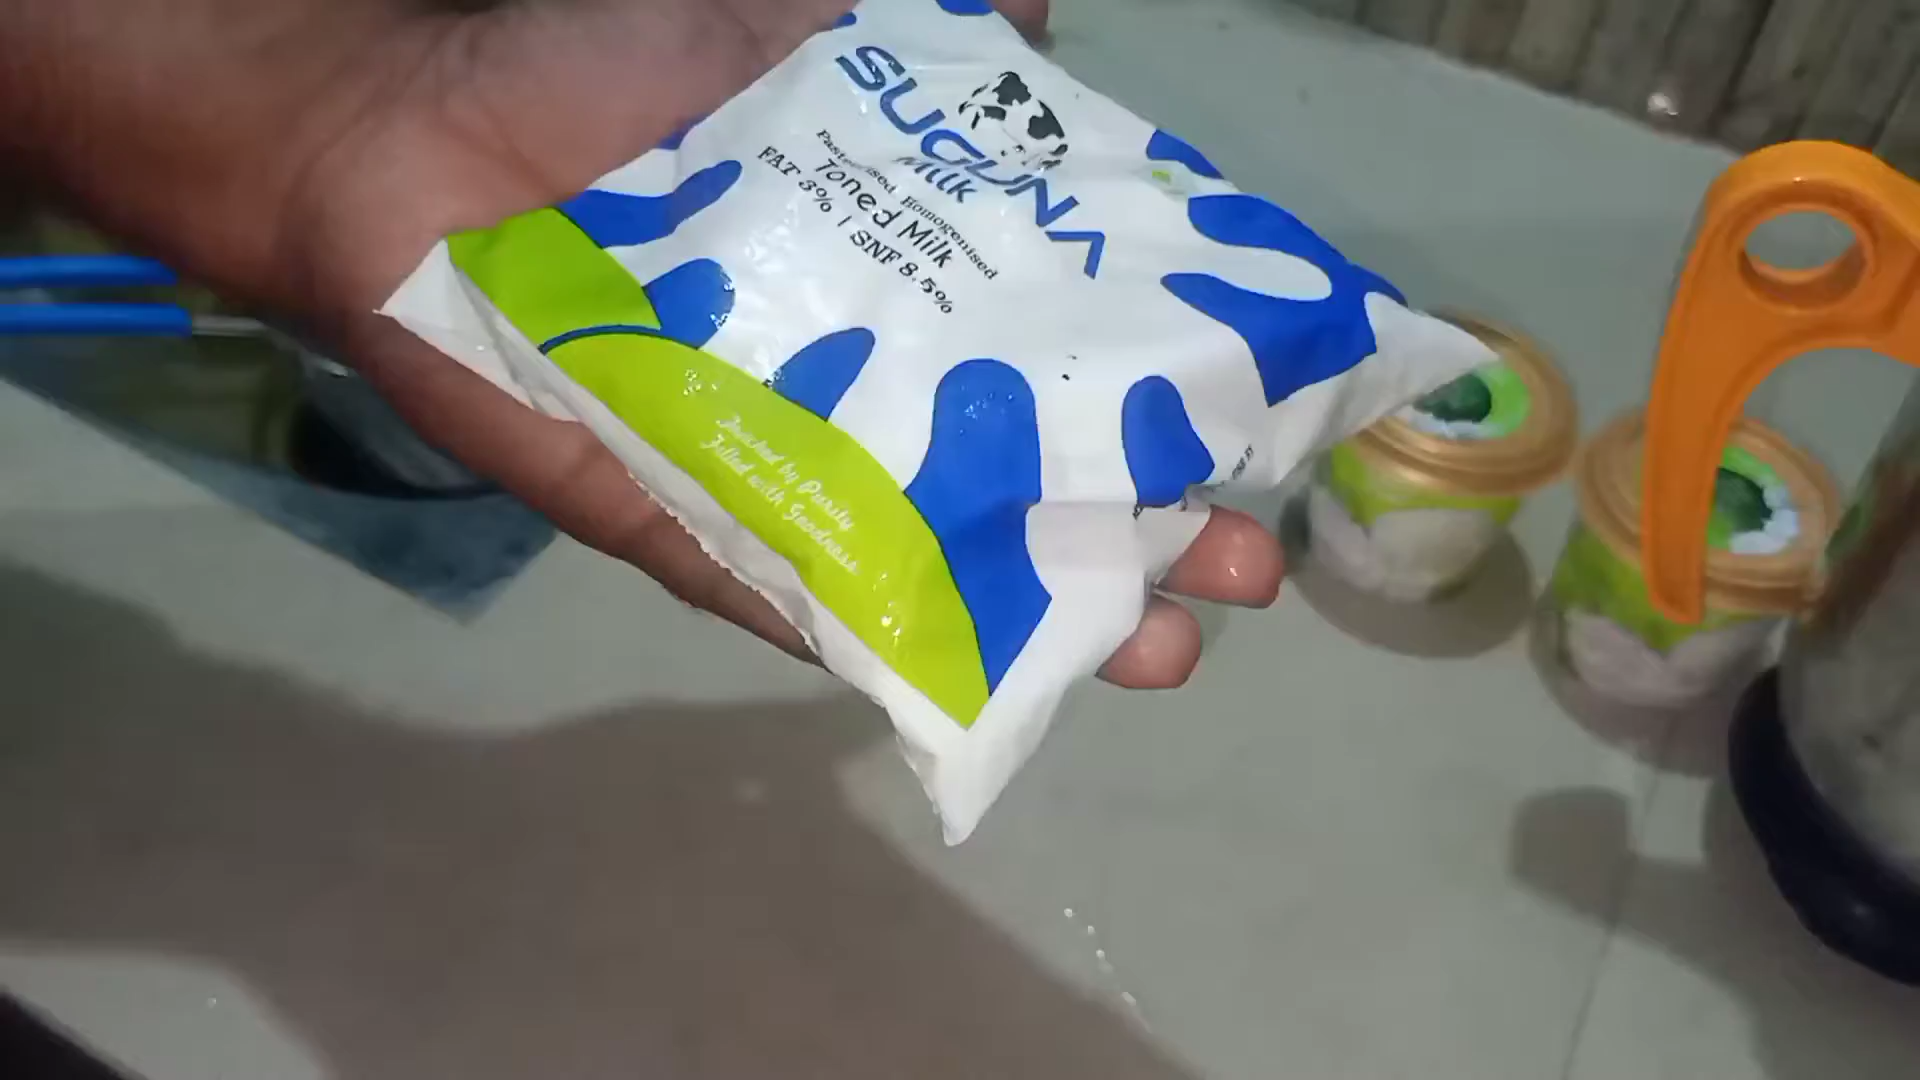 SUGUNA
Milk
Pasteurised Homogenised
Toned Milk
FAT 3% | SNF 8.5%
Touched by Purity
Filled with Goodness